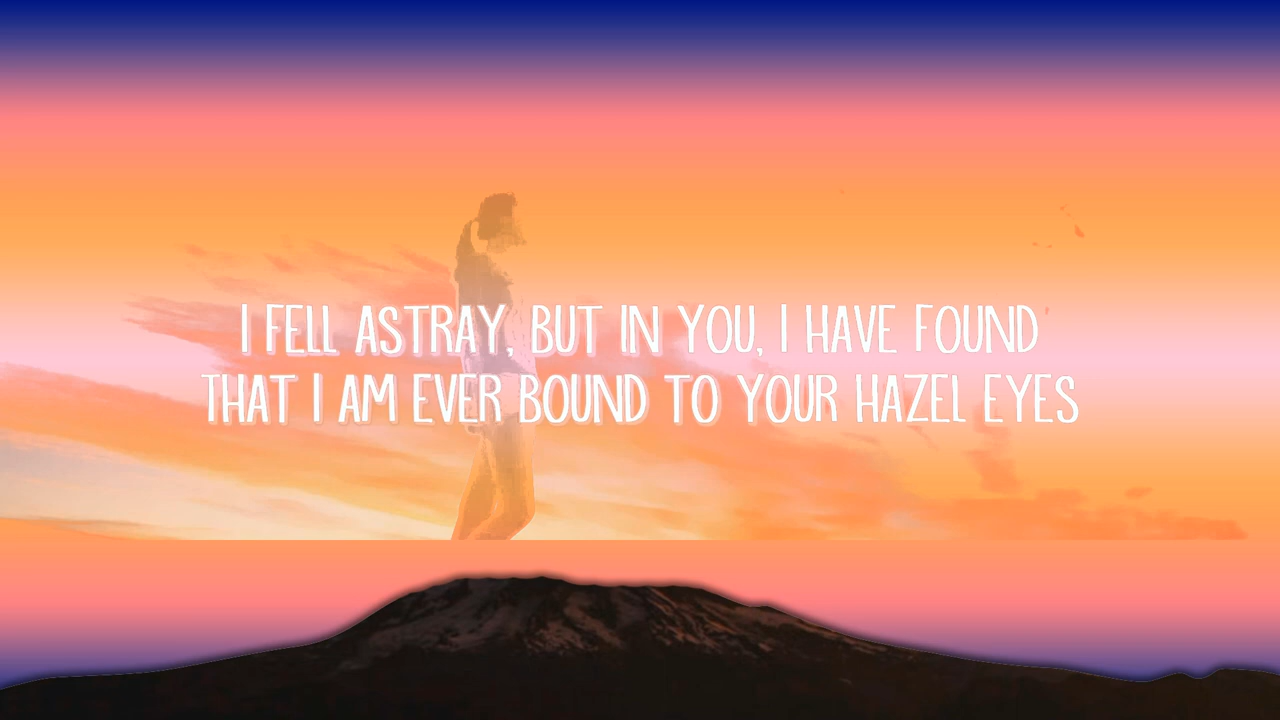 I FELL ASTRAY, BUT IN YOU, I HAVE FOUND
THAT I AM EVER BOUND TO YOUR HAZEL EYES